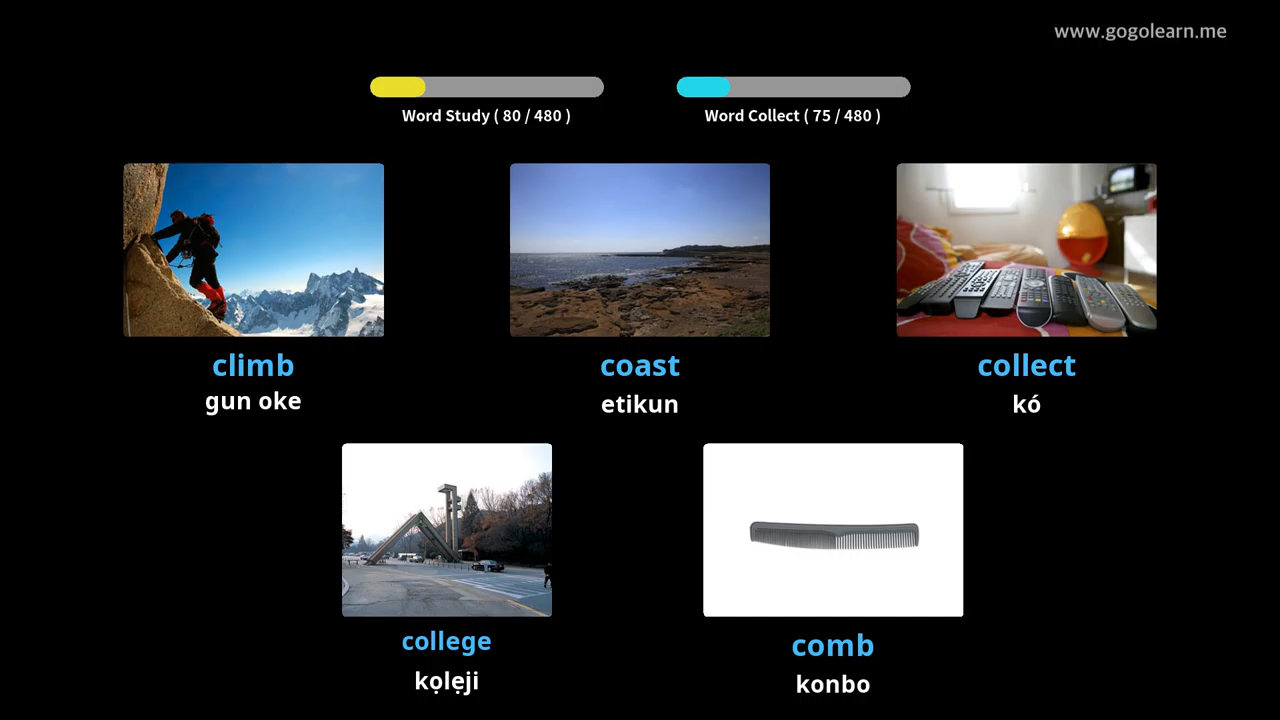 www.gogolearn.me
Word Study ( 80 / 480 )
Word Collect ( 75 / 480 )
climb
gun oke
coast
etikun
collect
kó
college
kọlẹji
comb
konbo